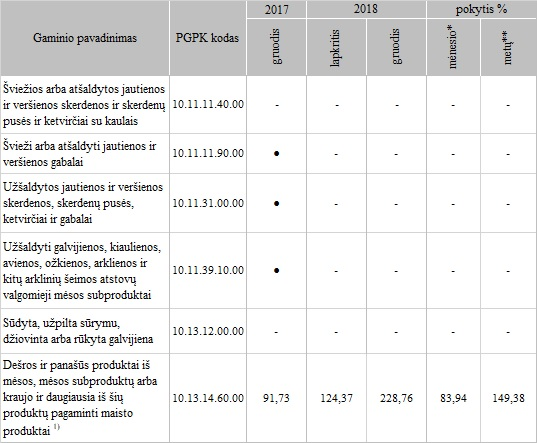 Gaminio pavadinimas PGPK kodas 2017 2018 pokytis %
gruodis lapkritis gruodis mėnesio* metų**
Šviežios arba atšaldytos jautienos
ir veršienos skerdenos ir skerdenų
pusės ir ketvirčiai su kaulais
10.11.11.40.00 - - - - -
Švieži arba atšaldyti jautienos ir
veršienos gabalai
10.11.11.90.00 ● - - - -
Užšaldytos jautienos ir veršienos
skerdenos, skerdenų pusės,
ketvirčiai ir gabalai
10.11.31.00.00 ● - - - -
Užšaldyti galvijienos, kiaulienos,
avienos, ožkienos, arklienos ir
kitų arklinių šeimos atstovų
valgomieji mėsos subproduktai
10.11.39.10.00 ● - - - -
Sūdyta, užpilta sūrymu,
džiovinta arba rūkyta galvijiena
10.13.12.00.00 - - - - -
Dešros ir panašūs produktai iš
mėsos, mėsos subproduktų arba
kraujo ir daugiausia iš šių
produktų pagaminti maisto
produktai 1)
10.13.14.60.00 91,73 124,37 228,76 83,94 149,38